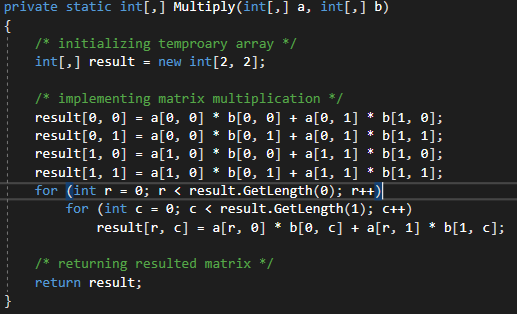 private static int[,] Multiply(int[,] a, int[,] b)
{
/* initializing temproary array */
int[,] result = new int[2, 2];
/* implementing matrix multiplication */
result[0, 0] = a[0, 0] * b[0, 0] + a[0, 1] * b[1, 0];
result[0, 1] = a[0, 0] * b[0, 1] + a[0, 1] * b[1, 1];
result[1, 0] = a[1, 0] * b[0, 0] + a[1, 1] * b[1, 0];
result[1, 1] = a[1, 0] * b[0, 1] + a[1, 1] * b[1, 1];
for (int r = 0; r < result.GetLength(0); r++)
for (int c = 0; c < result.GetLength(1); c++)
result[r, c] = a[r, 0] * b[0, c] + a[r, 1] * b[1, c];
/* returning resulted matrix */
return result;
}